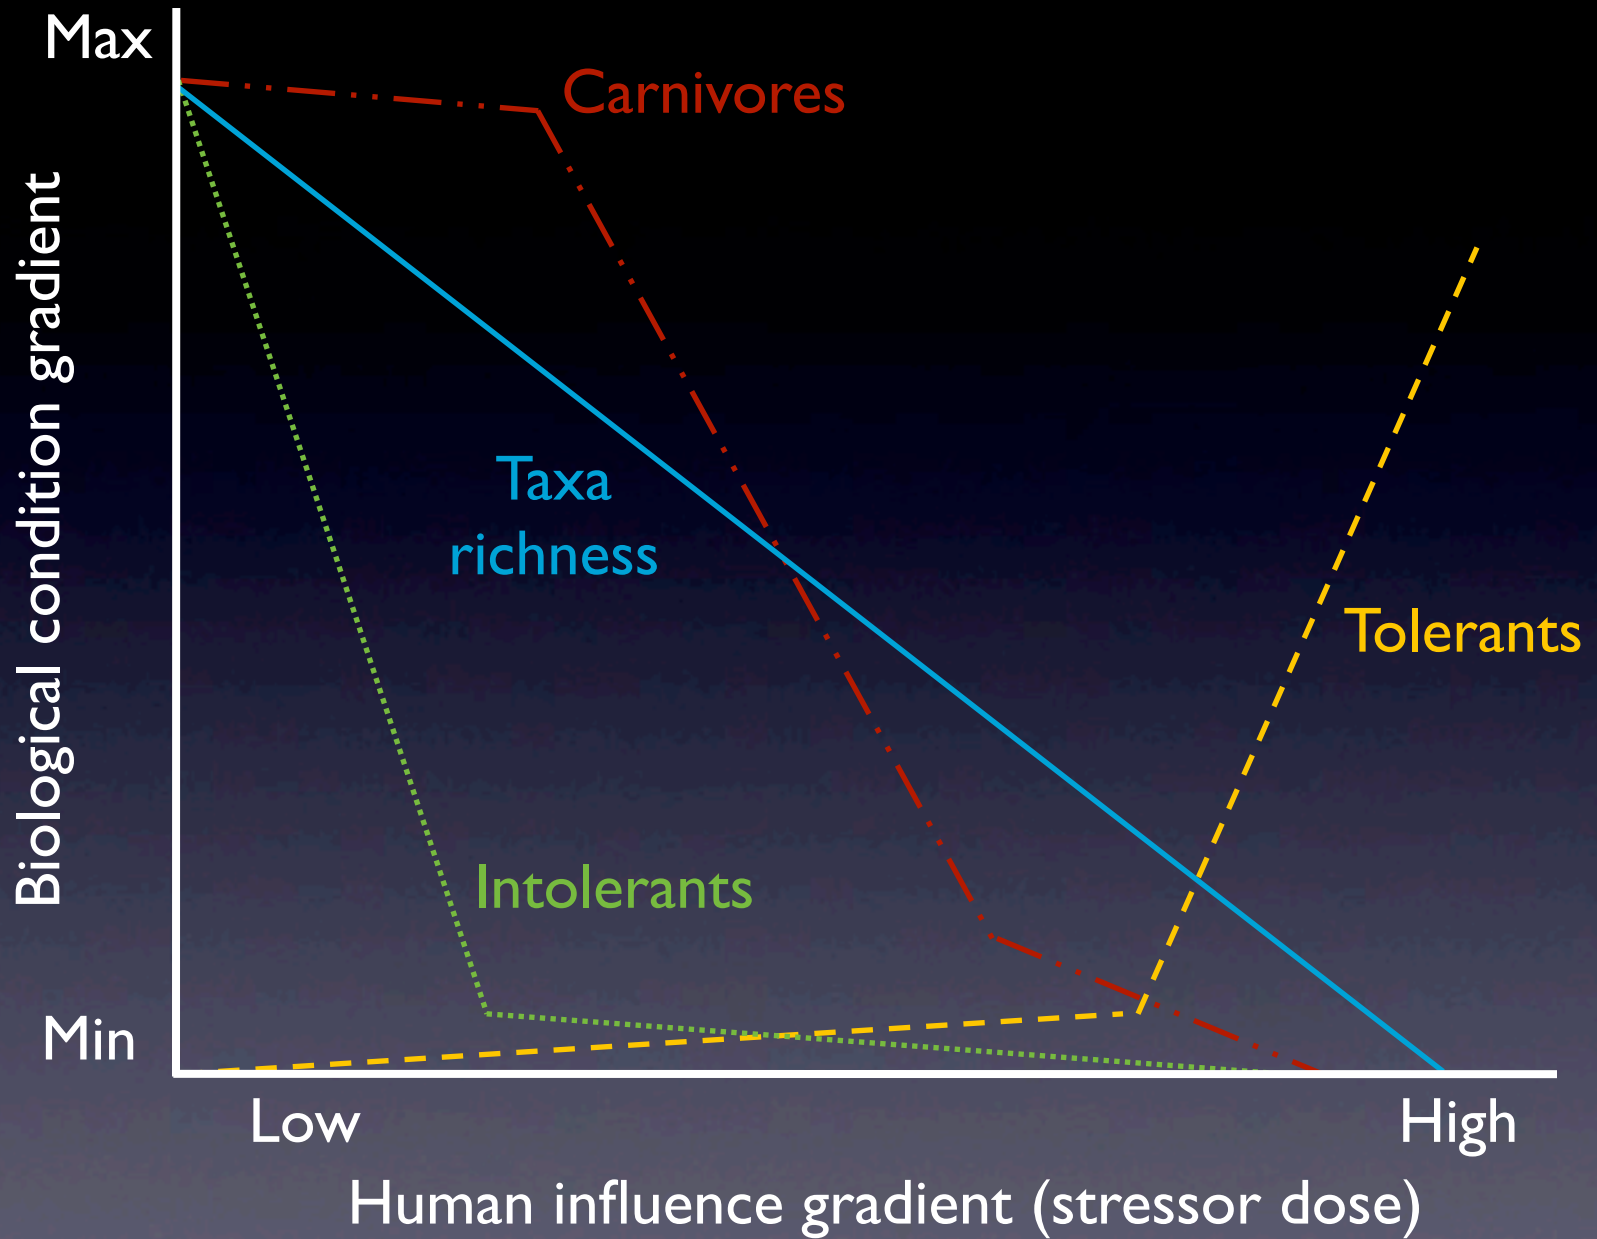 Max
Carnivores
Biological condition gradient
Taxa
richness
Tolerants
Intolerants
Min
Low
High
Human influence gradient (stressor dose)